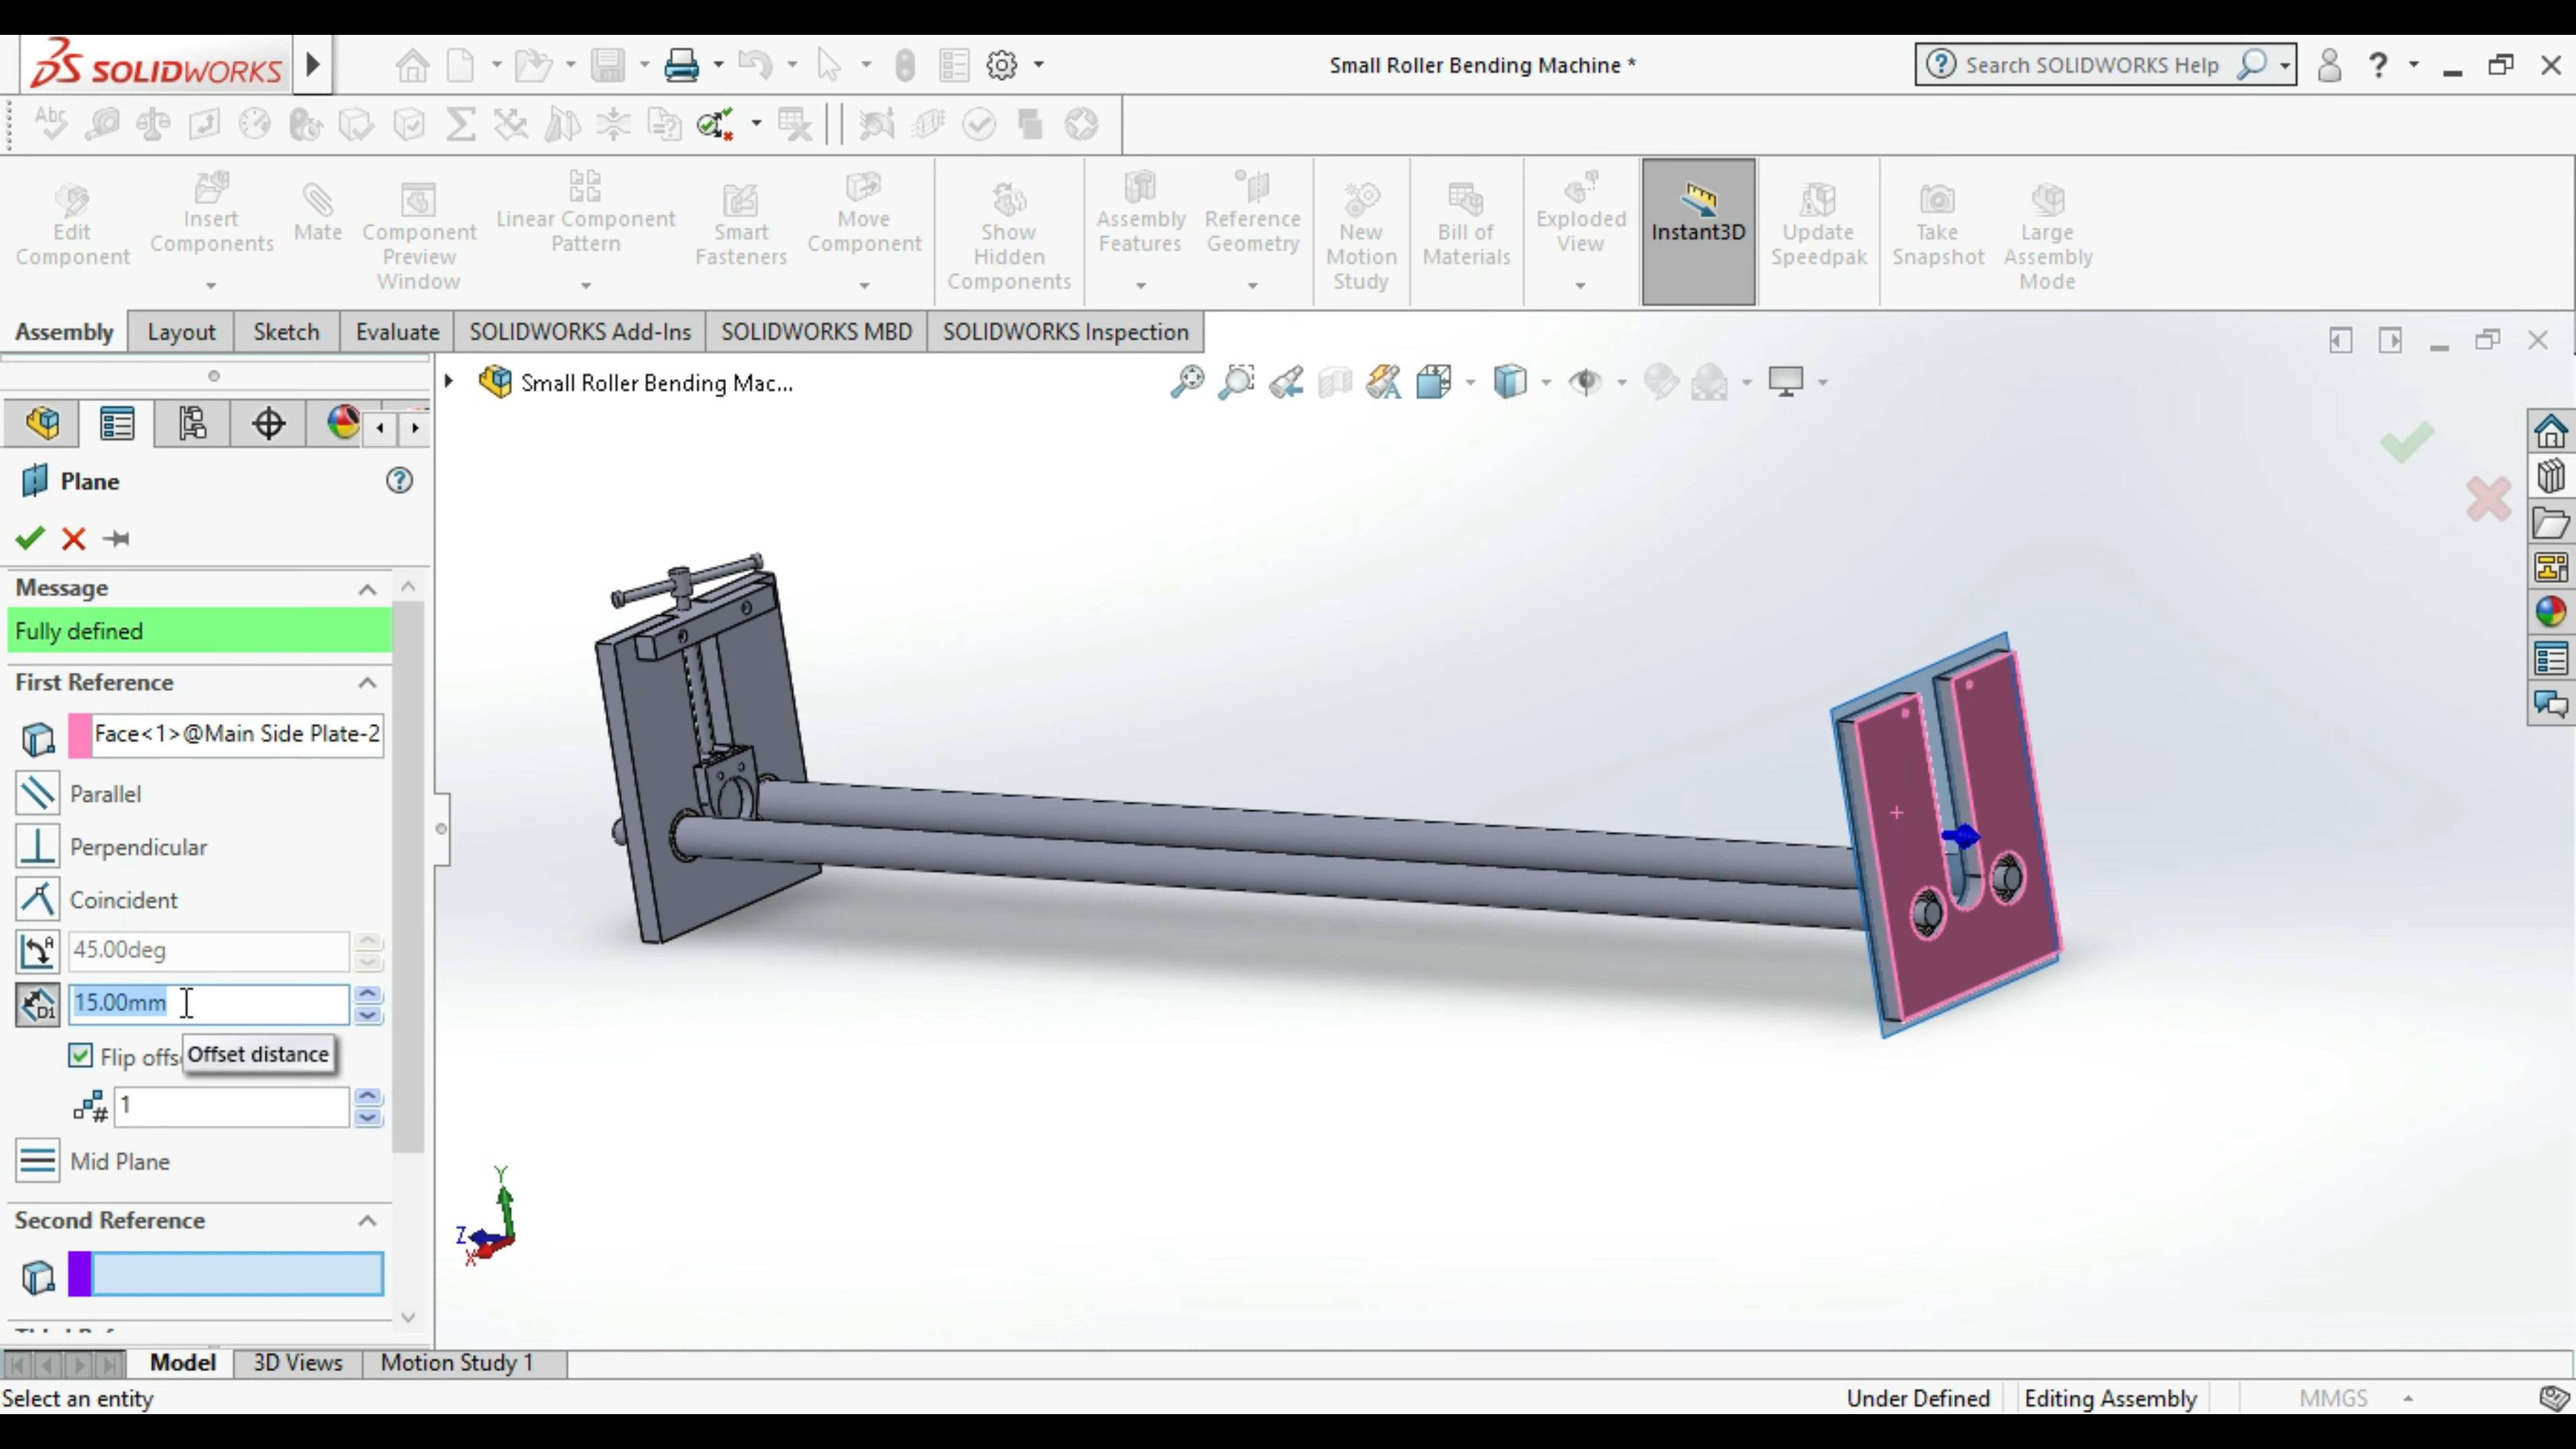 SOLIDWORKS
Small Roller Bending Machine *
Search SOLIDWORKS Help
Edit Component
Insert Components
Mate
Component Preview Window
Linear Component Pattern
Smart Fasteners
Move Component
Show Hidden Components
Assembly Features
Reference Geometry
New Motion Study
Bill of Materials
Exploded View
Instant3D
Update Speedpak
Take Snapshot
Large Assembly Mode
Assembly
Layout
Sketch
Evaluate
SOLIDWORKS Add-Ins
SOLIDWORKS MBD
SOLIDWORKS Inspection
Small Roller Bending Mac...
Plane
Message
Fully defined
First Reference
Face<1>@Main Side Plate-2
Parallel
Perpendicular
Coincident
45.00deg
15.00mm
Flip offs
Offset distance
1
Mid Plane
Second Reference
Y
Z
X
Model
3D Views
Motion Study 1
Select an entity
Under Defined
Editing Assembly
MMGS